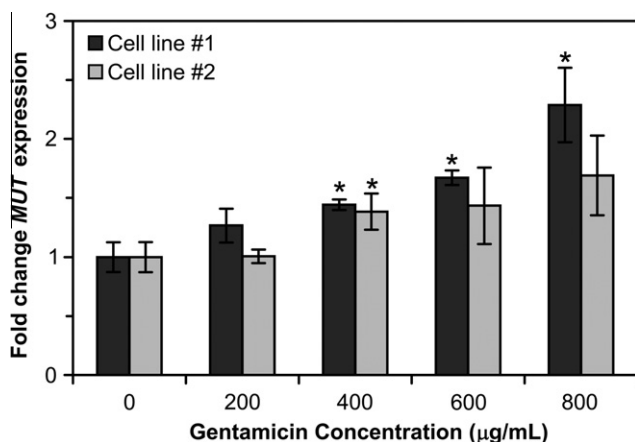 3
Cell line #1
Cell line #2
*
2
*
*
*
1
0
0 200 400 600 800
Fold change MUT expression
Gentamicin Concentration (μg/mL)